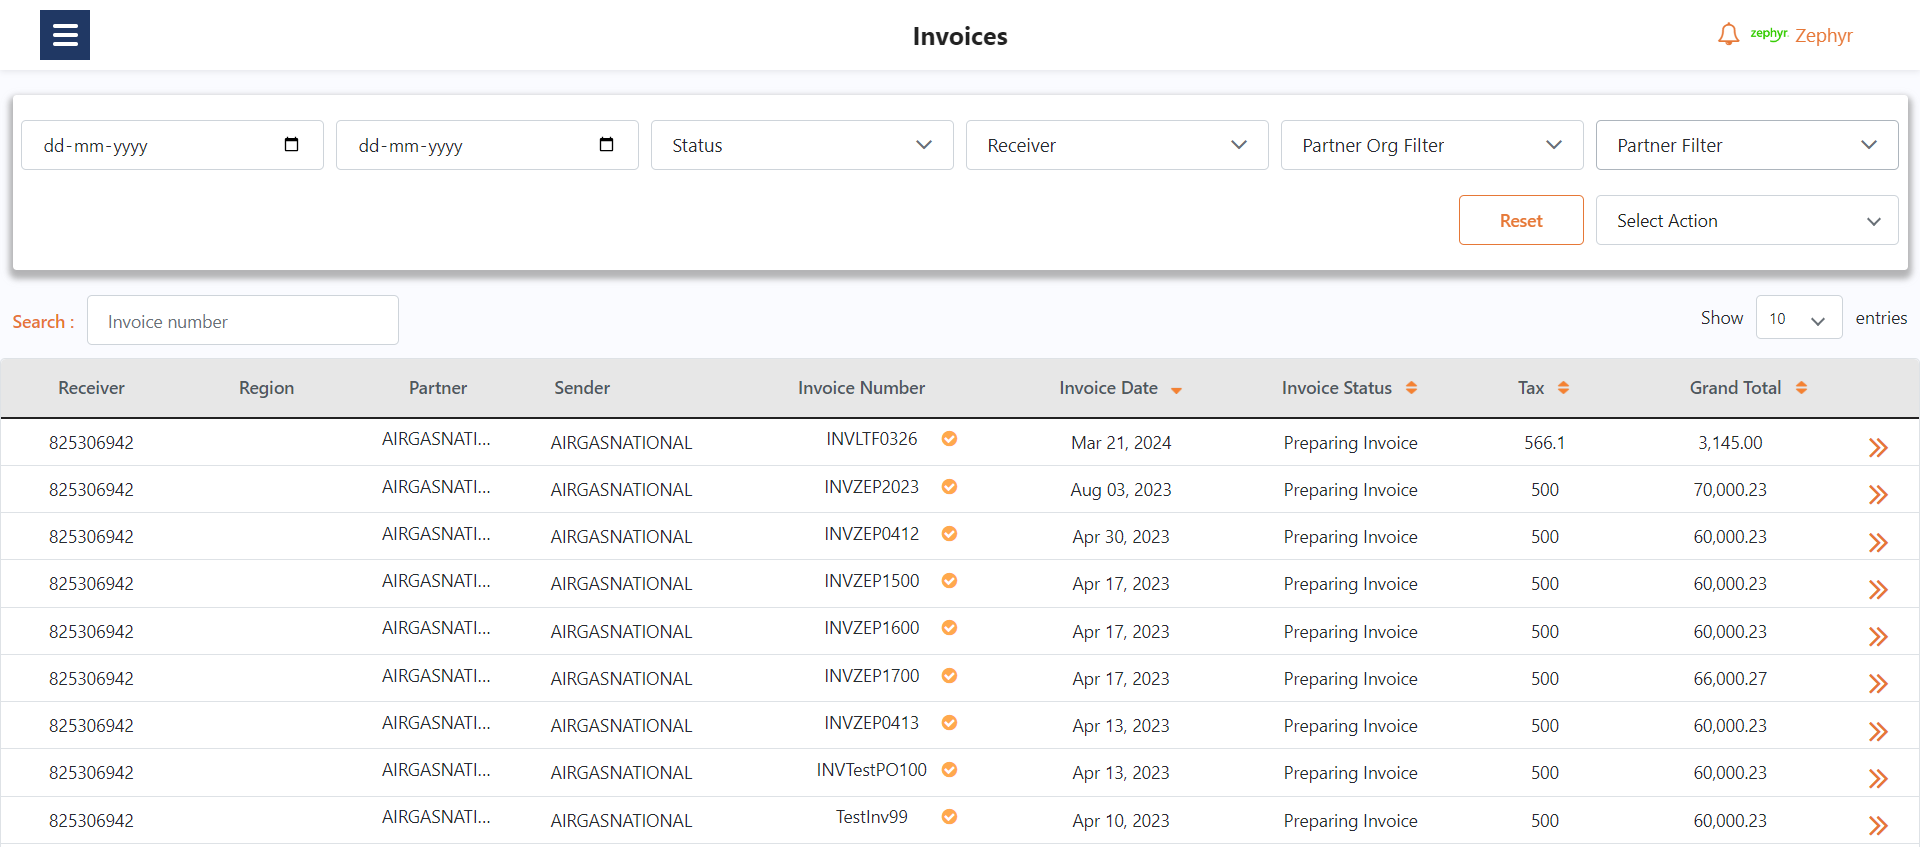 Invoices
zephyr Zephyr
dd-mm-yyyy dd-mm-yyyy Status Receiver Partner Org Filter Partner Filter
Reset Select Action
Search : Invoice number Show 10 entries
Receiver Region Partner Sender Invoice Number Invoice Date Invoice Status Tax Grand Total
825306942 AIRGASNATI... AIRGASNATIONAL INVLTF0326 Mar 21, 2024 Preparing Invoice 566.1 3,145.00
825306942 AIRGASNATI... AIRGASNATIONAL INVZEP2023 Aug 03, 2023 Preparing Invoice 500 70,000.23
825306942 AIRGASNATI... AIRGASNATIONAL INVZEP0412 Apr 30, 2023 Preparing Invoice 500 60,000.23
825306942 AIRGASNATI... AIRGASNATIONAL INVZEP1500 Apr 17, 2023 Preparing Invoice 500 60,000.23
825306942 AIRGASNATI... AIRGASNATIONAL INVZEP1600 Apr 17, 2023 Preparing Invoice 500 60,000.23
825306942 AIRGASNATI... AIRGASNATIONAL INVZEP1700 Apr 17, 2023 Preparing Invoice 500 66,000.27
825306942 AIRGASNATI... AIRGASNATIONAL INVZEP0413 Apr 13, 2023 Preparing Invoice 500 60,000.23
825306942 AIRGASNATI... AIRGASNATIONAL INVTestPO100 Apr 13, 2023 Preparing Invoice 500 60,000.23
825306942 AIRGASNATI... AIRGASNATIONAL TestInv99 Apr 10, 2023 Preparing Invoice 500 60,000.23